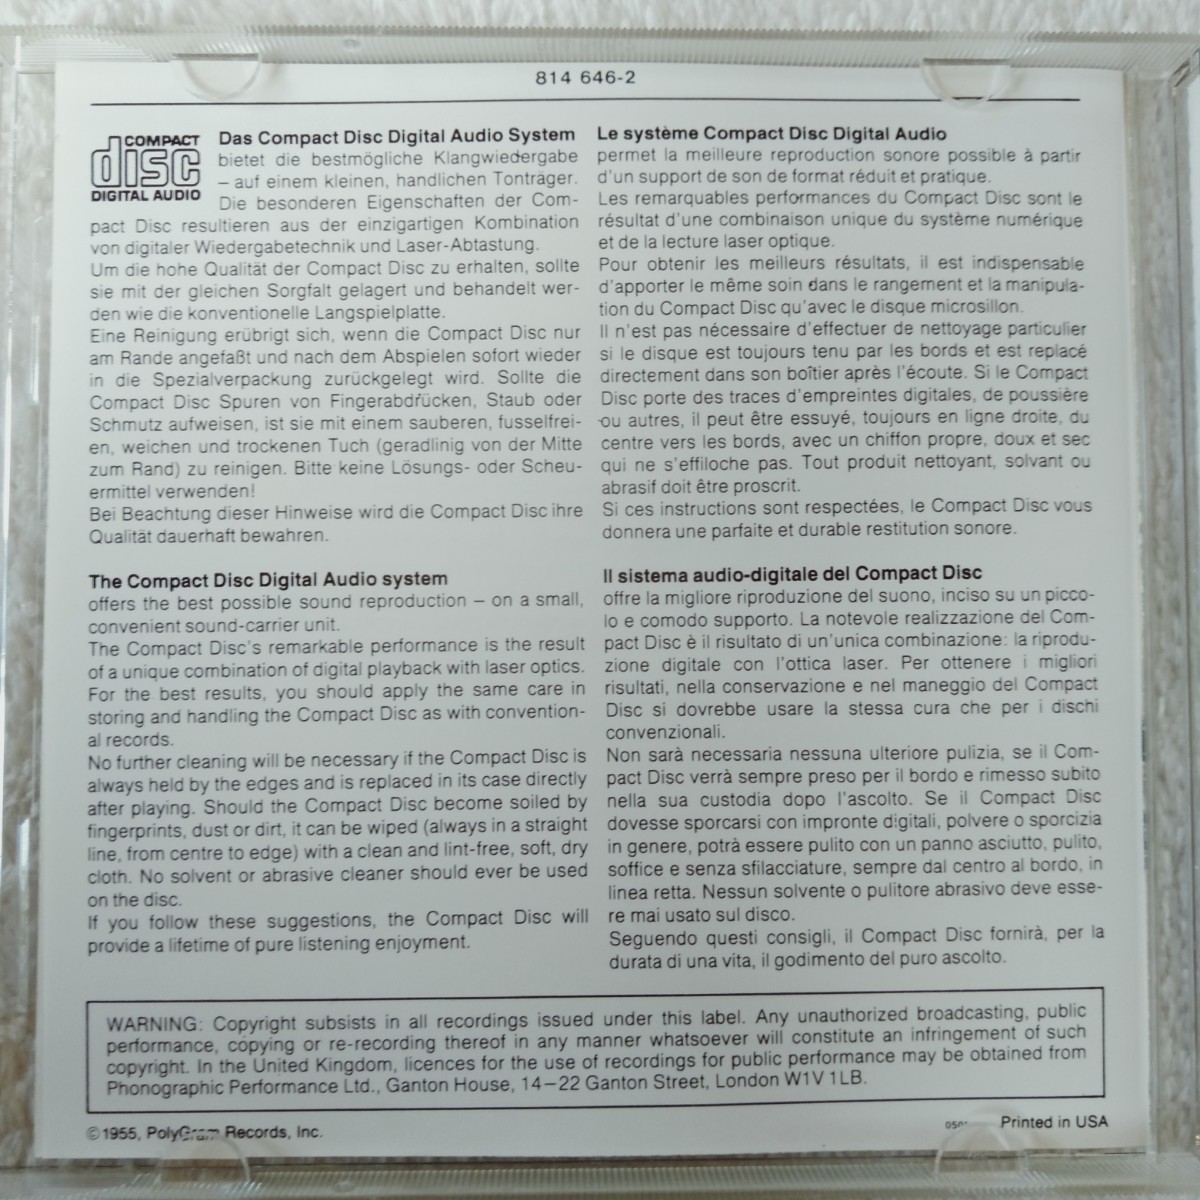 814 646-2
COMPACT
disc
DIGITAL AUDIO
Das Compact Disc Digital Audio System
bietet die bestmögliche Klangwiedergabe
– auf einem kleinen, handlichen Tonträger.
Die besonderen Eigenschaften der Com-
pact Disc resultieren aus der einzigartigen Kombination
von digitaler Wiedergabetechnik und Laser-Abtastung.
Um die hohe Qualität der Compact Disc zu erhalten, sollte
sie mit der gleichen Sorgfalt gelagert und behandelt wer-
den wie die konventionelle Langspielplatte.
Eine Reinigung erübrigt sich, wenn die Compact Disc nur
am Rande angefaßt und nach dem Abspielen sofort wieder
in die Spezialverpackung zurückgelegt wird. Sollte die
Compact Disc Spuren von Fingerabdrücken, Staub oder
Schmutz aufweisen, ist sie mit einem sauberen, fusselfrei-
en, weichen und trockenen Tuch (geradlinig von der Mitte
zum Rand) zu reinigen. Bitte keine Lösungs- oder Scheu-
ermittel verwenden!
Bei Beachtung dieser Hinweise wird die Compact Disc ihre
Qualität dauerhaft bewahren.
Le système Compact Disc Digital Audio
permet la meilleure reproduction sonore possible à partir
d'un support de son de format réduit et pratique.
Les remarquables performances du Compact Disc sont le
résultat d'une combinaison unique du système numérique
et de la lecture laser optique.
Pour obtenir les meilleurs résultats, il est indispensable
d'apporter le même soin dans le rangement et la manipula-
tion du Compact Disc qu'avec le disque microsillon.
Il n'est pas nécessaire d'effectuer de nettoyage particulier
si le disque est toujours tenu par les bords et est replacé
directement dans son boîtier après l'écoute. Si le Compact
Disc porte des traces d'empreintes digitales, de poussière
ou autres, il peut être essuyé, toujours en ligne droite, du
centre vers les bords, avec un chiffon propre, doux et sec
qui ne s'effiloche pas. Tout produit nettoyant, solvant ou
abrasif doit être proscrit.
Si ces instructions sont respectées, le Compact Disc vous
donnera une parfaite et durable restitution sonore.
The Compact Disc Digital Audio system
offers the best possible sound reproduction – on a small,
convenient sound-carrier unit.
The Compact Disc's remarkable performance is the result
of a unique combination of digital playback with laser optics.
For the best results, you should apply the same care in
storing and handling the Compact Disc as with convention-
al records.
No further cleaning will be necessary if the Compact Disc is
always held by the edges and is replaced in its case directly
after playing. Should the Compact Disc become soiled by
fingerprints, dust or dirt, it can be wiped (always in a straight
line, from centre to edge) with a clean and lint-free, soft, dry
cloth. No solvent or abrasive cleaner should ever be used
on the disc.
If you follow these suggestions, the Compact Disc will
provide a lifetime of pure listening enjoyment.
Il sistema audio-digitale del Compact Disc
offre la migliore riproduzione del suono, inciso su un picco-
lo e comodo supporto. La notevole realizzazione del Com-
pact Disc è il risultato di un'unica combinazione: la riprodu-
zione digitale con l'ottica laser. Per ottenere i migliori
risultati, nella conservazione e nel maneggio del Compact
Disc si dovrebbe usare la stessa cura che per i dischi
convenzionali.
Non sarà necessaria nessuna ulteriore pulizia, se il Com-
pact Disc verrà sempre preso per il bordo e rimesso subito
nella sua custodia dopo l'ascolto. Se il Compact Disc
dovesse sporcarsi con impronte digitali, polvere o sporcizia
in genere, potrà essere pulito con un panno asciutto, pulito,
soffice e senza sfilacciature, sempre dal centro al bordo, in
linea retta. Nessun solvente o pulitore abrasivo deve esse-
re mai usato sul disco.
Seguendo questi consigli, il Compact Disc fornirà, per la
durata di una vita, il godimento del puro ascolto.
WARNING: Copyright subsists in all recordings issued under this label. Any unauthorized broadcasting, public
performance, copying or re-recording thereof in any manner whatsoever will constitute an infringement of such
copyright. In the United Kingdom, licences for the use of recordings for public performance may be obtained from
Phonographic Performance Ltd., Ganton House, 14–22 Ganton Street, London W1V 1LB.
©1955, PolyGram Records, Inc.
Printed in USA